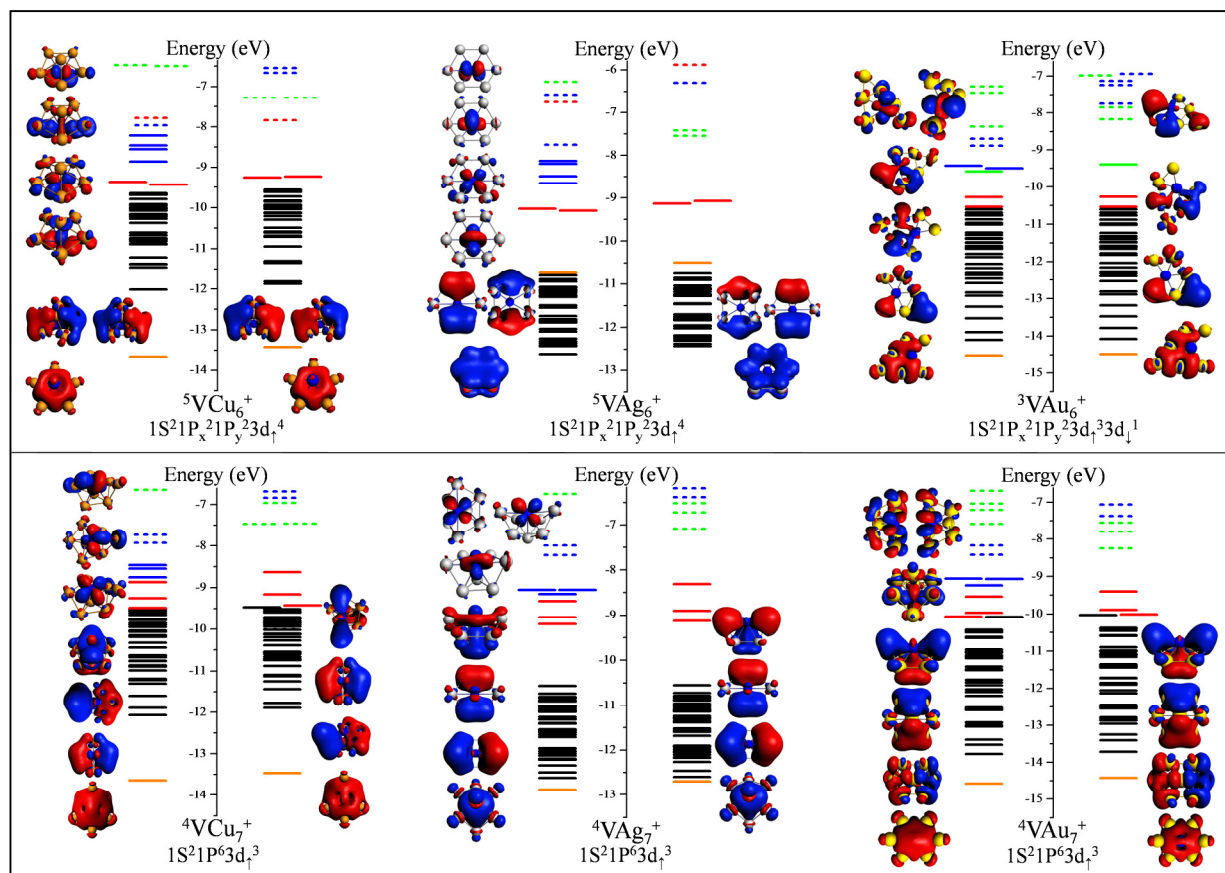 Energy (eV)
-7
-8
-9
-10
-11
-12
-13
-14
⁵VCu₆⁺
1S²1Pₓ²1Pᵧ²3d↑⁴
Energy (eV)
-6
-7
-8
-9
-10
-11
-12
-13
⁵VAg₆⁺
1S²1Pₓ²1Pᵧ²3d↑⁴
Energy (eV)
-7
-8
-9
-10
-11
-12
-13
-14
-15
³VAu₆⁺
1S²1Pₓ²1Pᵧ²3d↑³3d↓¹
Energy (eV)
-7
-8
-9
-10
-11
-12
-13
-14
⁴VCu₇⁺
1S²1P⁶3d↑³
Energy (eV)
-7
-8
-9
-10
-11
-12
-13
⁴VAg₇⁺
1S²1P⁶3d↑³
Energy (eV)
-7
-8
-9
-10
-11
-12
-13
-14
-15
⁴VAu₇⁺
1S²1P⁶3d↑³